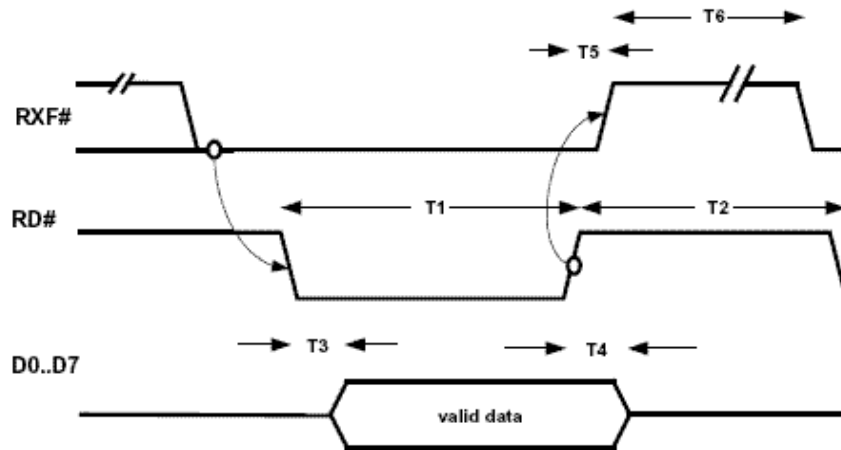 T6
T5
RXF#
T1
T2
RD#
T3
T4
D0..D7
valid data